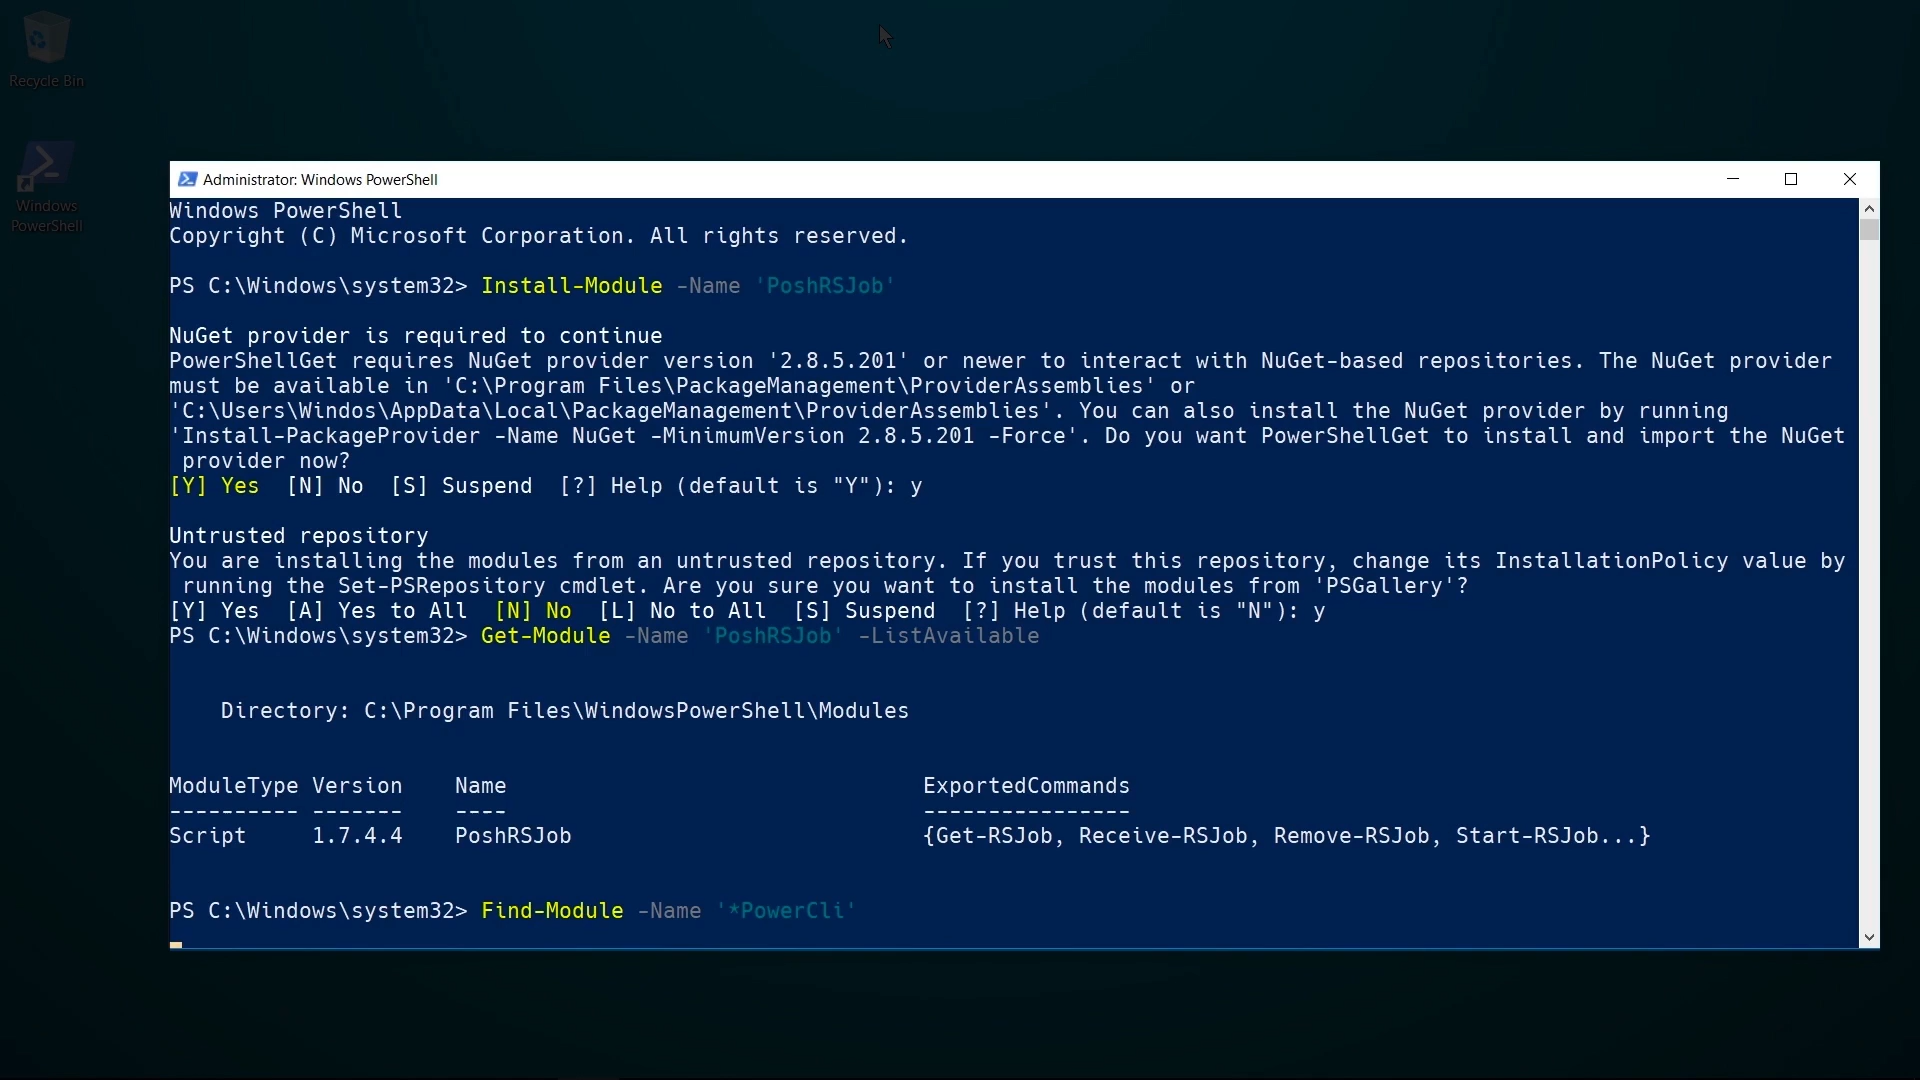 Recycle Bin
Windows
PowerShell
Administrator: Windows PowerShell
Windows PowerShell
Copyright (C) Microsoft Corporation. All rights reserved.
PS C:\Windows\system32> Install-Module -Name 'PoshRSJob'
NuGet provider is required to continue
PowerShellGet requires NuGet provider version '2.8.5.201' or newer to interact with NuGet-based repositories. The NuGet provider
must be available in 'C:\Program Files\PackageManagement\ProviderAssemblies' or
'C:\Users\Windos\AppData\Local\PackageManagement\ProviderAssemblies'. You can also install the NuGet provider by running
'Install-PackageProvider -Name NuGet -MinimumVersion 2.8.5.201 -Force'. Do you want PowerShellGet to install and import the NuGet
provider now?
[Y] Yes  [N] No  [S] Suspend  [?] Help (default is "Y"): y
Untrusted repository
You are installing the modules from an untrusted repository. If you trust this repository, change its InstallationPolicy value by
running the Set-PSRepository cmdlet. Are you sure you want to install the modules from 'PSGallery'?
[Y] Yes  [A] Yes to All  [N] No  [L] No to All  [S] Suspend  [?] Help (default is "N"): y
PS C:\Windows\system32> Get-Module -Name 'PoshRSJob' -ListAvailable
Directory: C:\Program Files\WindowsPowerShell\Modules
ModuleType Version    Name                                ExportedCommands
---------- -------    ----                                ----------------
Script     1.7.4.4    PoshRSJob                           {Get-RSJob, Receive-RSJob, Remove-RSJob, Start-RSJob...}
PS C:\Windows\system32> Find-Module -Name '*PowerCli'